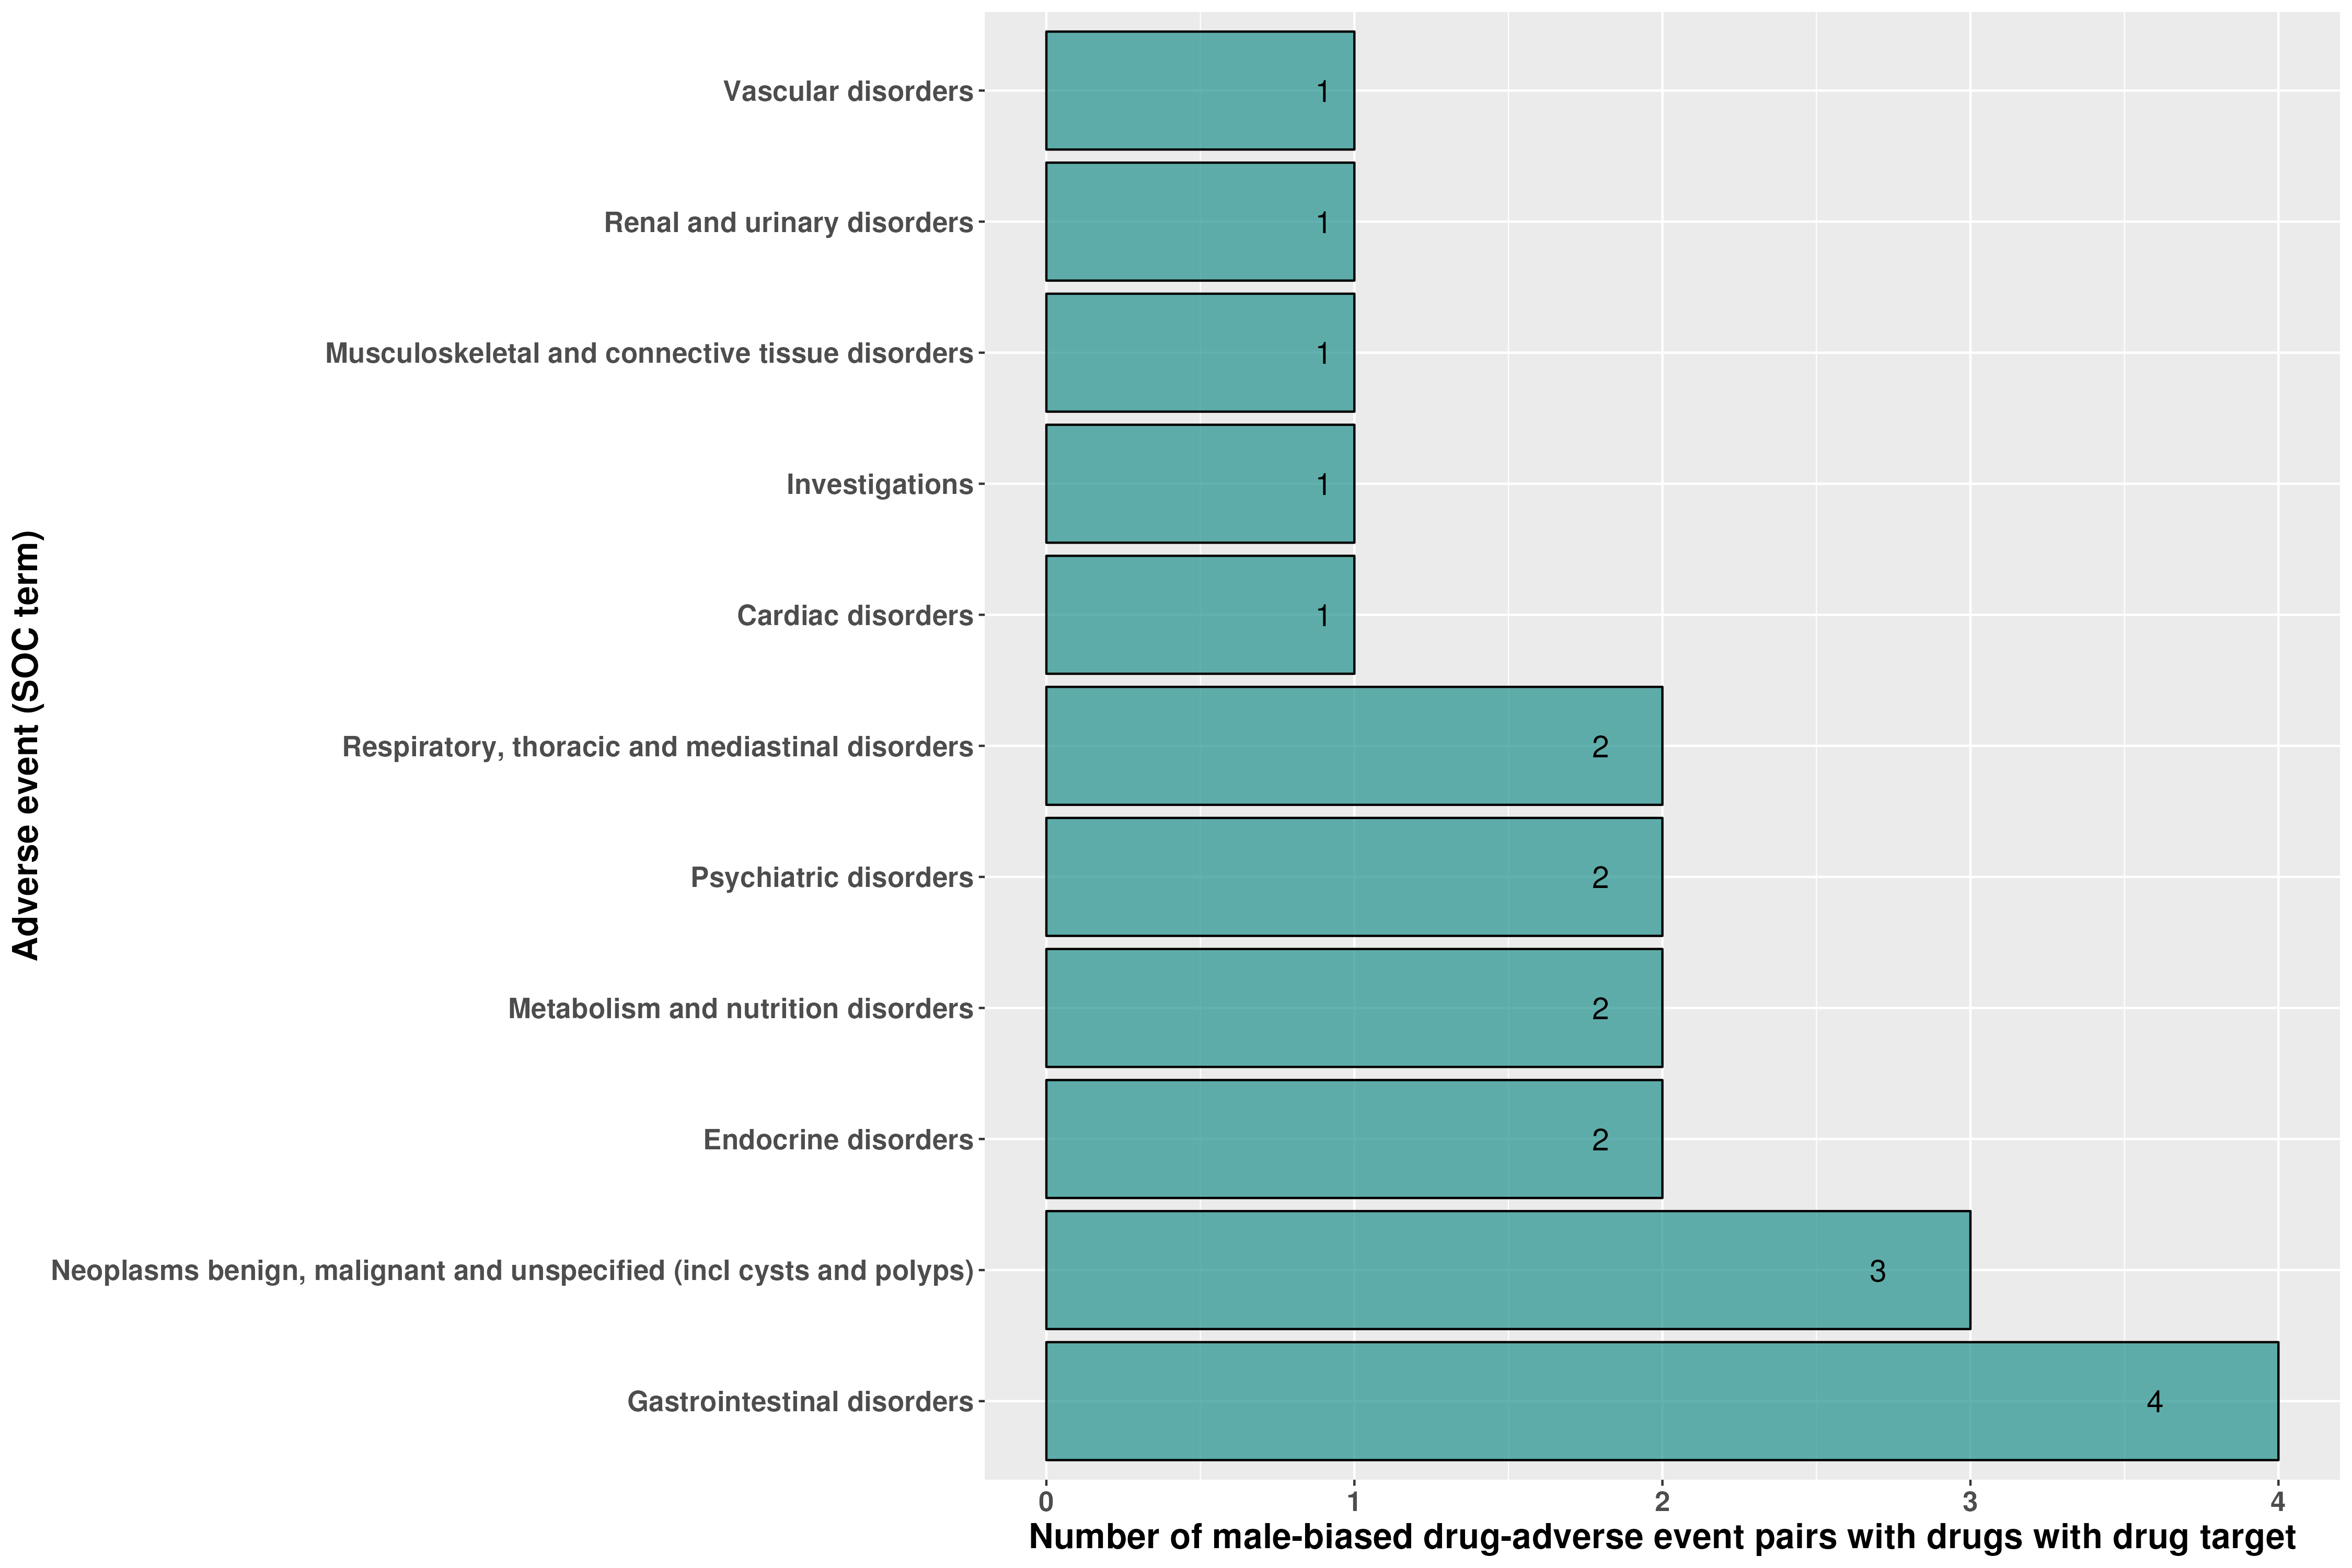 Adverse event (SOC term)
Vascular disorders
1
Renal and urinary disorders
1
Musculoskeletal and connective tissue disorders
1
Investigations
1
Cardiac disorders
1
Respiratory, thoracic and mediastinal disorders
2
Psychiatric disorders
2
Metabolism and nutrition disorders
2
Endocrine disorders
2
Neoplasms benign, malignant and unspecified (incl cysts and polyps)
3
Gastrointestinal disorders
4
0 1 2 3 4
Number of male-biased drug-adverse event pairs with drugs with drug target